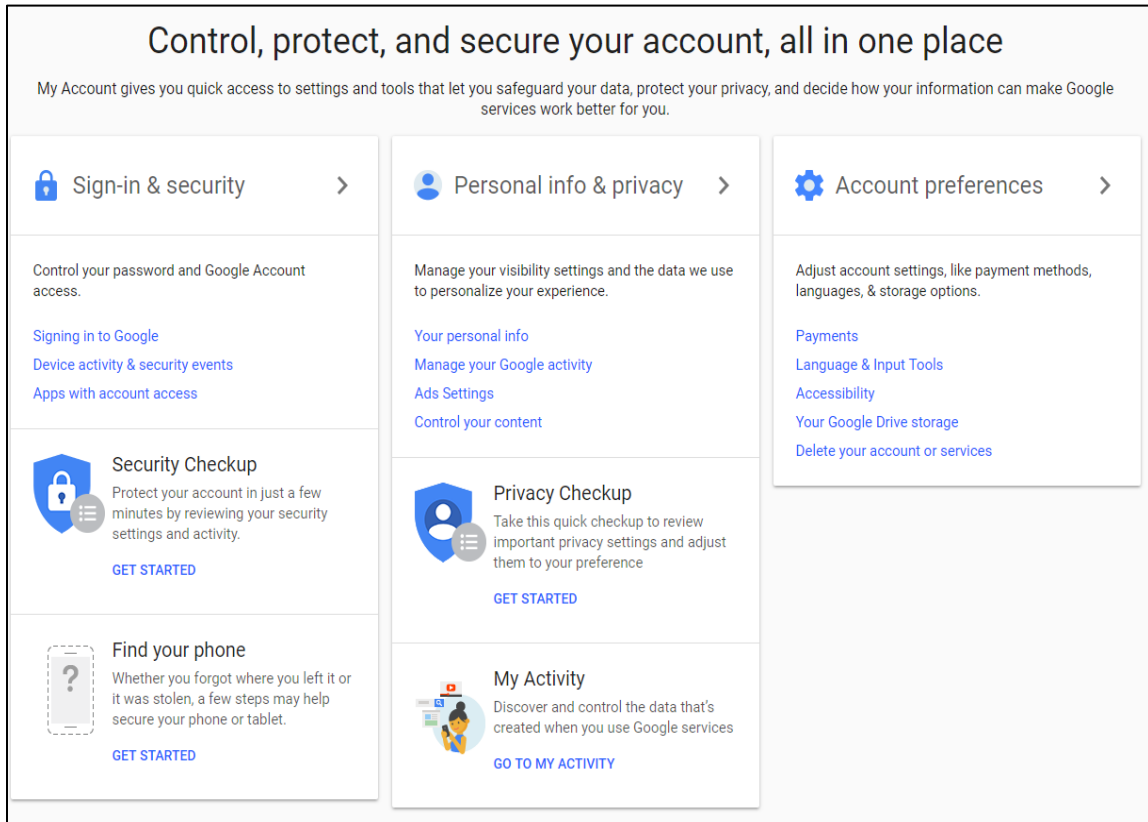 Control, protect, and secure your account, all in one place
My Account gives you quick access to settings and tools that let you safeguard your data, protect your privacy, and decide how your information can make Google
services work better for you.
Sign-in & security
Control your password and Google Account
access.
Signing in to Google
Device activity & security events
Apps with account access
Security Checkup
Protect your account in just a few
minutes by reviewing your security
settings and activity.
GET STARTED
Find your phone
Whether you forgot where you left it or
it was stolen, a few steps may help
secure your phone or tablet.
GET STARTED
Personal info & privacy
Manage your visibility settings and the data we use
to personalize your experience.
Your personal info
Manage your Google activity
Ads Settings
Control your content
Privacy Checkup
Take this quick checkup to review
important privacy settings and adjust
them to your preference
GET STARTED
My Activity
Discover and control the data that's
created when you use Google services
GO TO MY ACTIVITY
Account preferences
Adjust account settings, like payment methods,
languages, & storage options.
Payments
Language & Input Tools
Accessibility
Your Google Drive storage
Delete your account or services